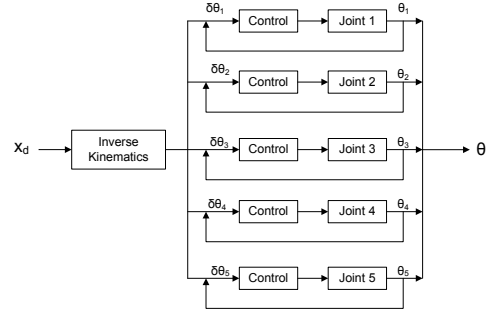 δθ₁ Control Joint 1 θ₁
δθ₂ Control Joint 2 θ₂
x_d Inverse Kinematics δθ₃ Control Joint 3 θ₃ θ
δθ₄ Control Joint 4 θ₄
δθ₅ Control Joint 5 θ₅